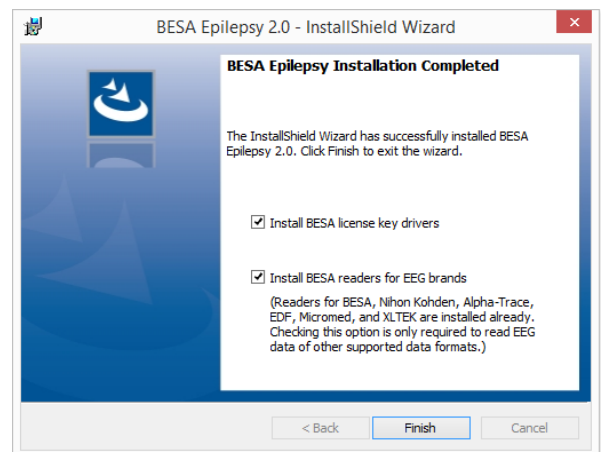 BESA Epilepsy 2.0 - InstallShield Wizard
BESA Epilepsy Installation Completed
The InstallShield Wizard has successfully installed BESA
Epilepsy 2.0. Click Finish to exit the wizard.
Install BESA license key drivers
Install BESA readers for EEG brands
(Readers for BESA, Nihon Kohden, Alpha-Trace,
EDF, Micromed, and XLTEK are installed already.
Checking this option is only required to read EEG
data of other supported data formats.)
< Back Finish Cancel